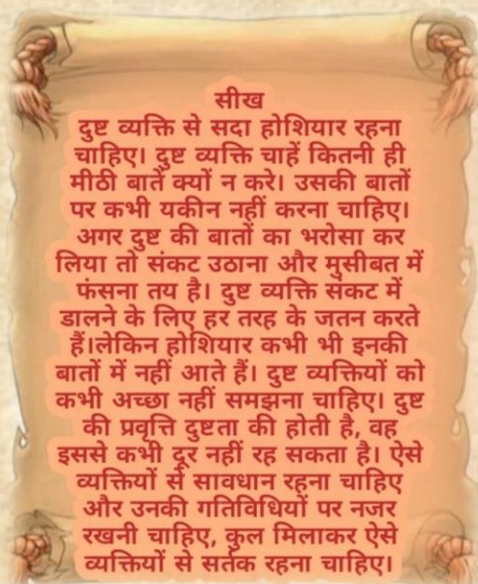 सीख
दुष्ट व्यक्ति से सदा होशियार रहना
चाहिए। दुष्ट व्यक्ति चाहें कितनी ही
मीठी बातें क्यों न करे। उसकी बातों
पर कभी यकीन नहीं करना चाहिए।
अगर दुष्ट की बातों का भरोसा कर
लिया तो संकट उठाना और मुसीबत में
फंसना तय है। दुष्ट व्यक्ति संकट में
डालने के लिए हर तरह के जतन करते
हैं।लेकिन होशियार कभी भी इनकी
बातों में नहीं आते हैं। दुष्ट व्यक्तियों को
कभी अच्छा नहीं समझना चाहिए। दुष्ट
की प्रवृत्ति दुष्टता की होती है, वह
इससे कभी दूर नहीं रह सकता है। ऐसे
व्यक्तियों से सावधान रहना चाहिए
और उनकी गतिविधियों पर नजर
रखनी चाहिए, कुल मिलाकर ऐसे
व्यक्तियों से सर्तक रहना चाहिए।